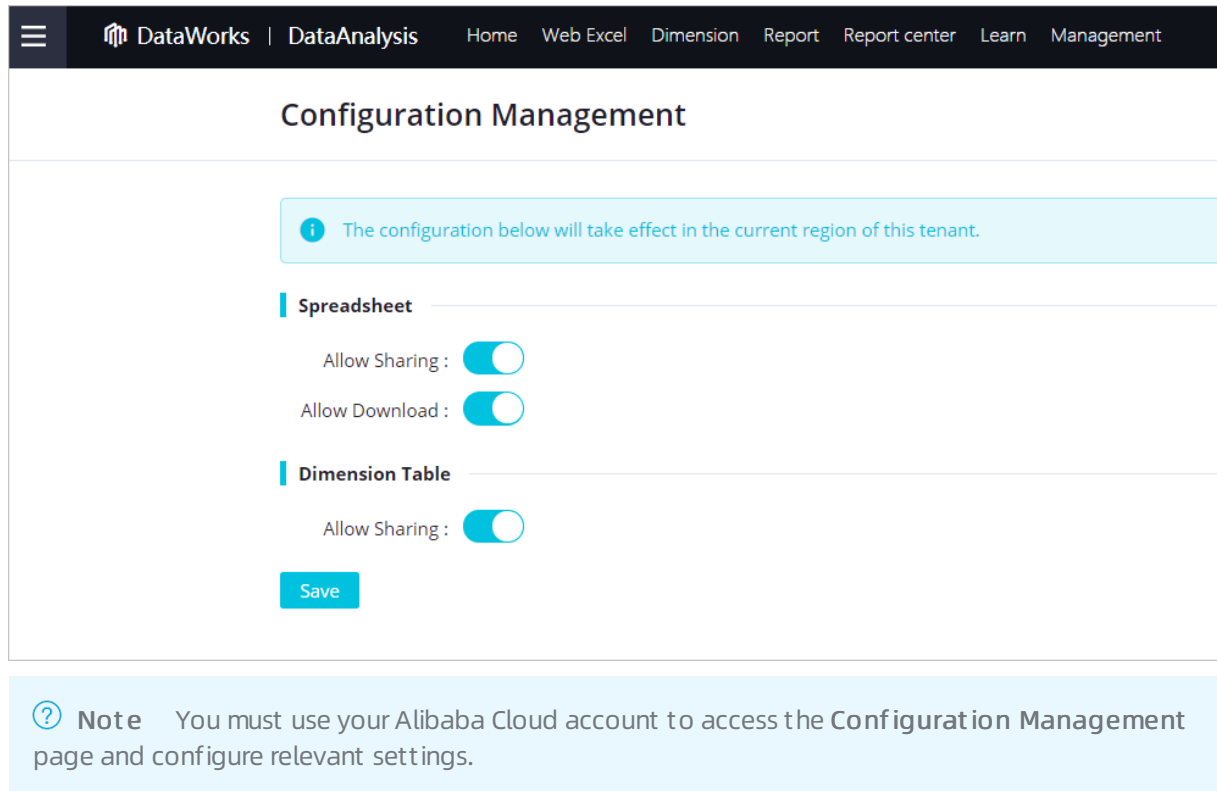 DataWorks | DataAnalysis Home Web Excel Dimension Report Report center Learn Management
Configuration Management
The configuration below will take effect in the current region of this tenant.
Spreadsheet
Allow Sharing :
Allow Download :
Dimension Table
Allow Sharing :
Save
Note You must use your Alibaba Cloud account to access the Configuration Management
page and configure relevant settings.